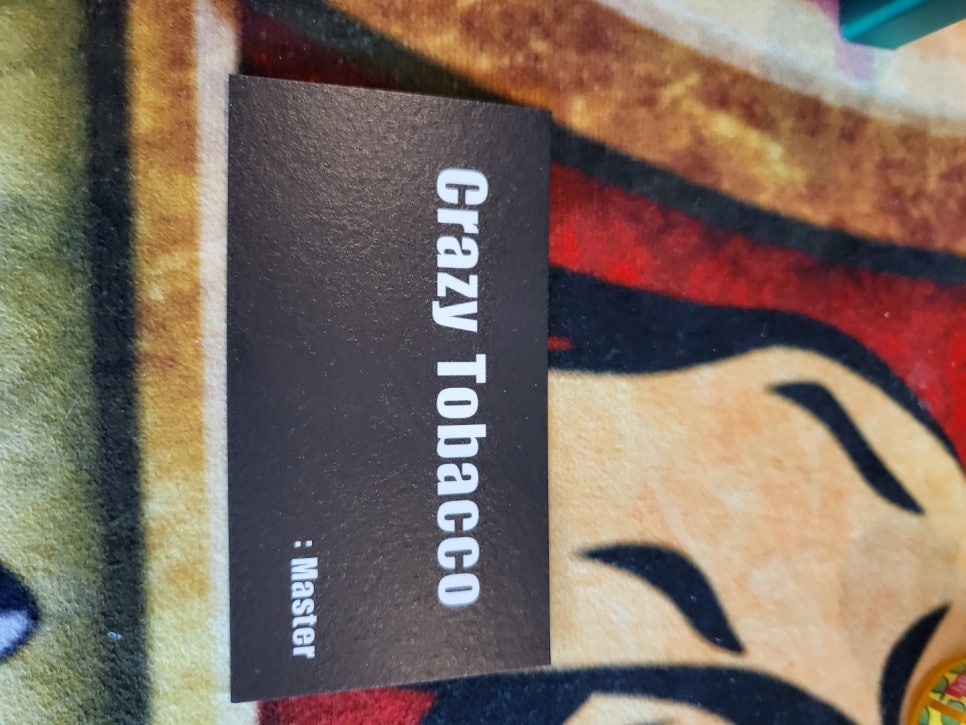 Crazy Tobacco
: Master